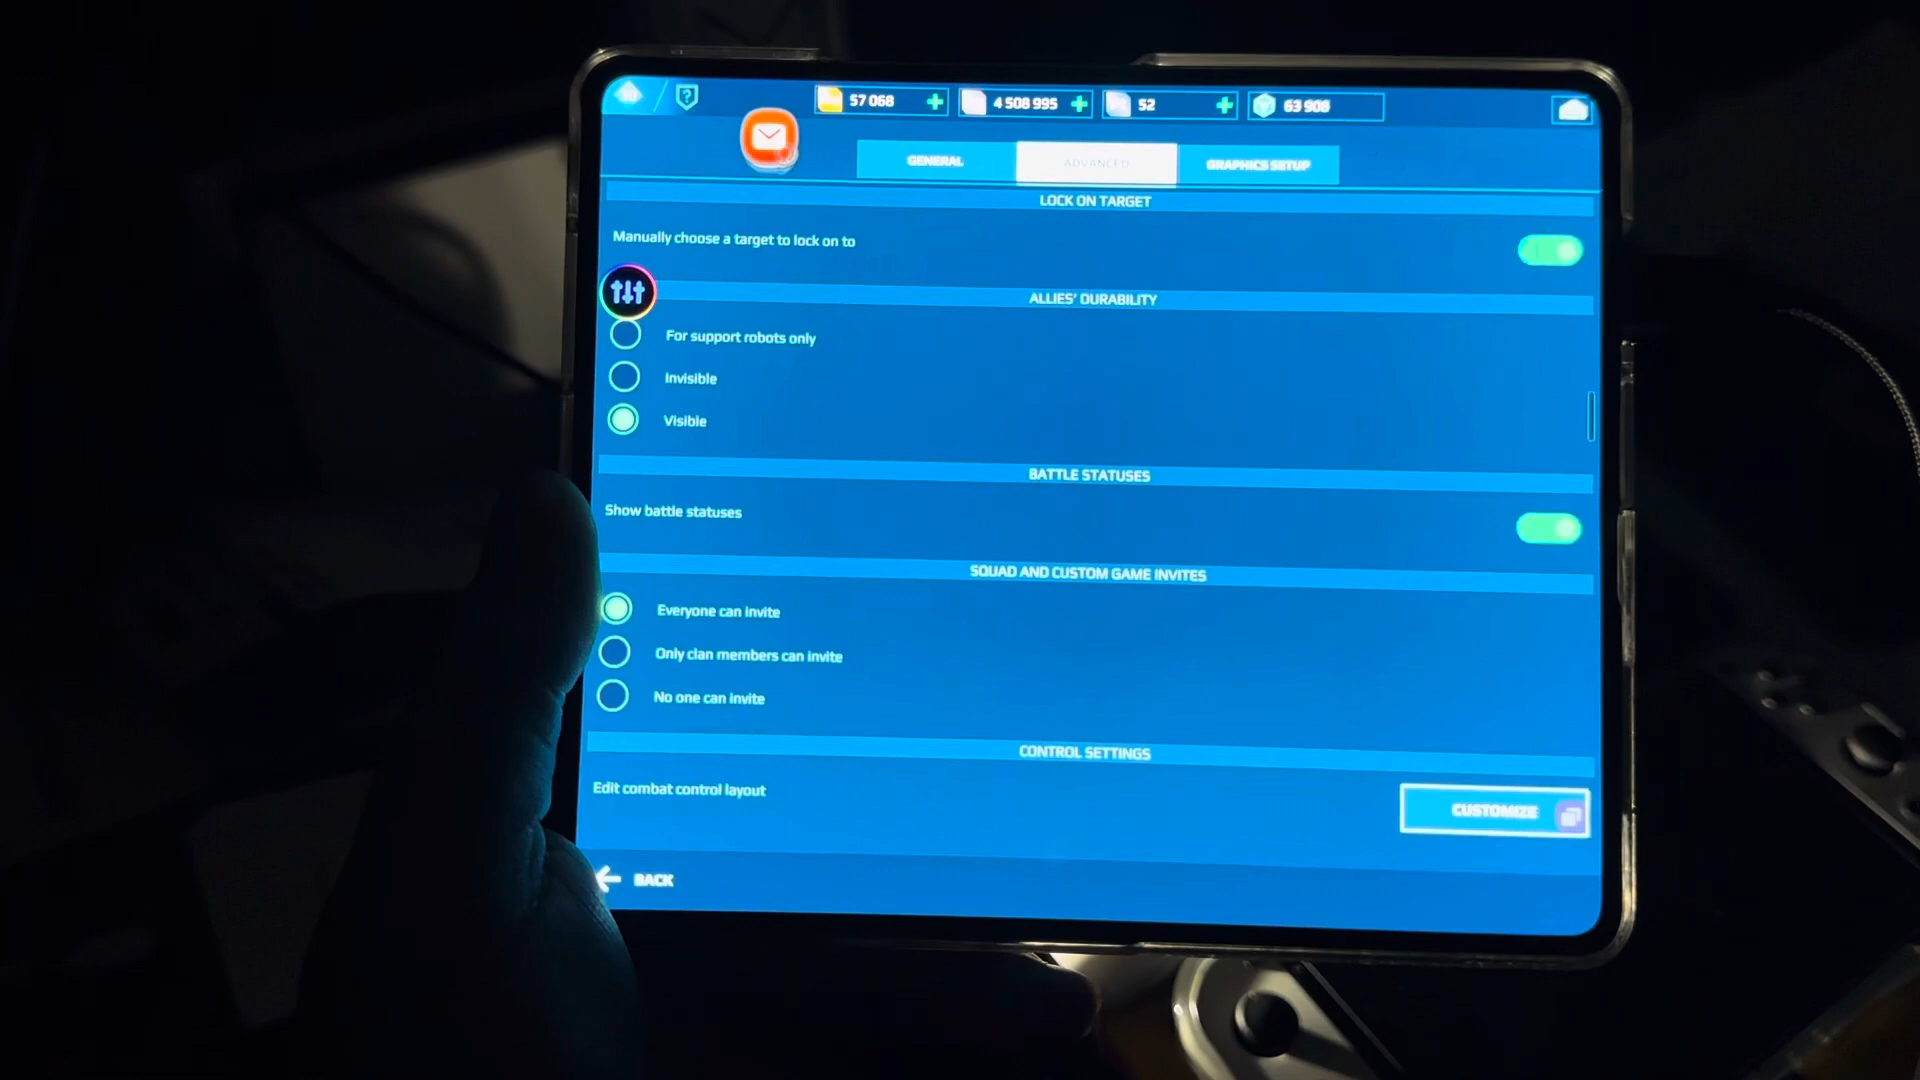 ?
57 068
4 508 995
52
63 908
GENERAL
ADVANCED
GRAPHICS SETUP
LOCK ON TARGET
Manually choose a target to lock on to
ALLIES' DURABILITY
For support robots only
Invisible
Visible
BATTLE STATUSES
Show battle statuses
SQUAD AND CUSTOM GAME INVITES
Everyone can invite
Only clan members can invite
No one can invite
CONTROL SETTINGS
Edit combat control layout
CUSTOMIZE
BACK